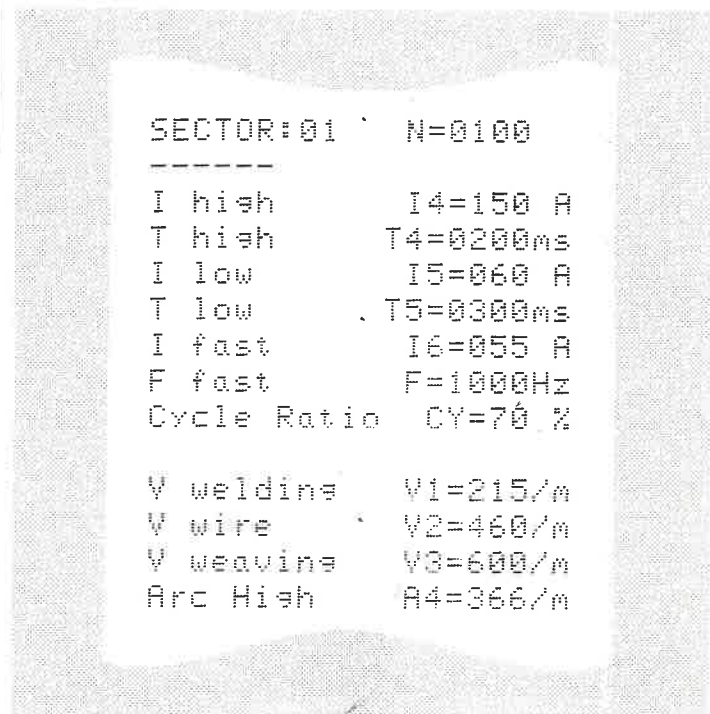 SECTOR:01 N=0100
------
I high I4=150 A
T high T4=0200ms
I low I5=060 A
T low T5=0300ms
I fast I6=055 A
F fast F=1000Hz
Cycle Ratio CY=70 %
V welding V1=215/m
V wire V2=460/m
V weaving V3=600/m
Arc High A4=366/m